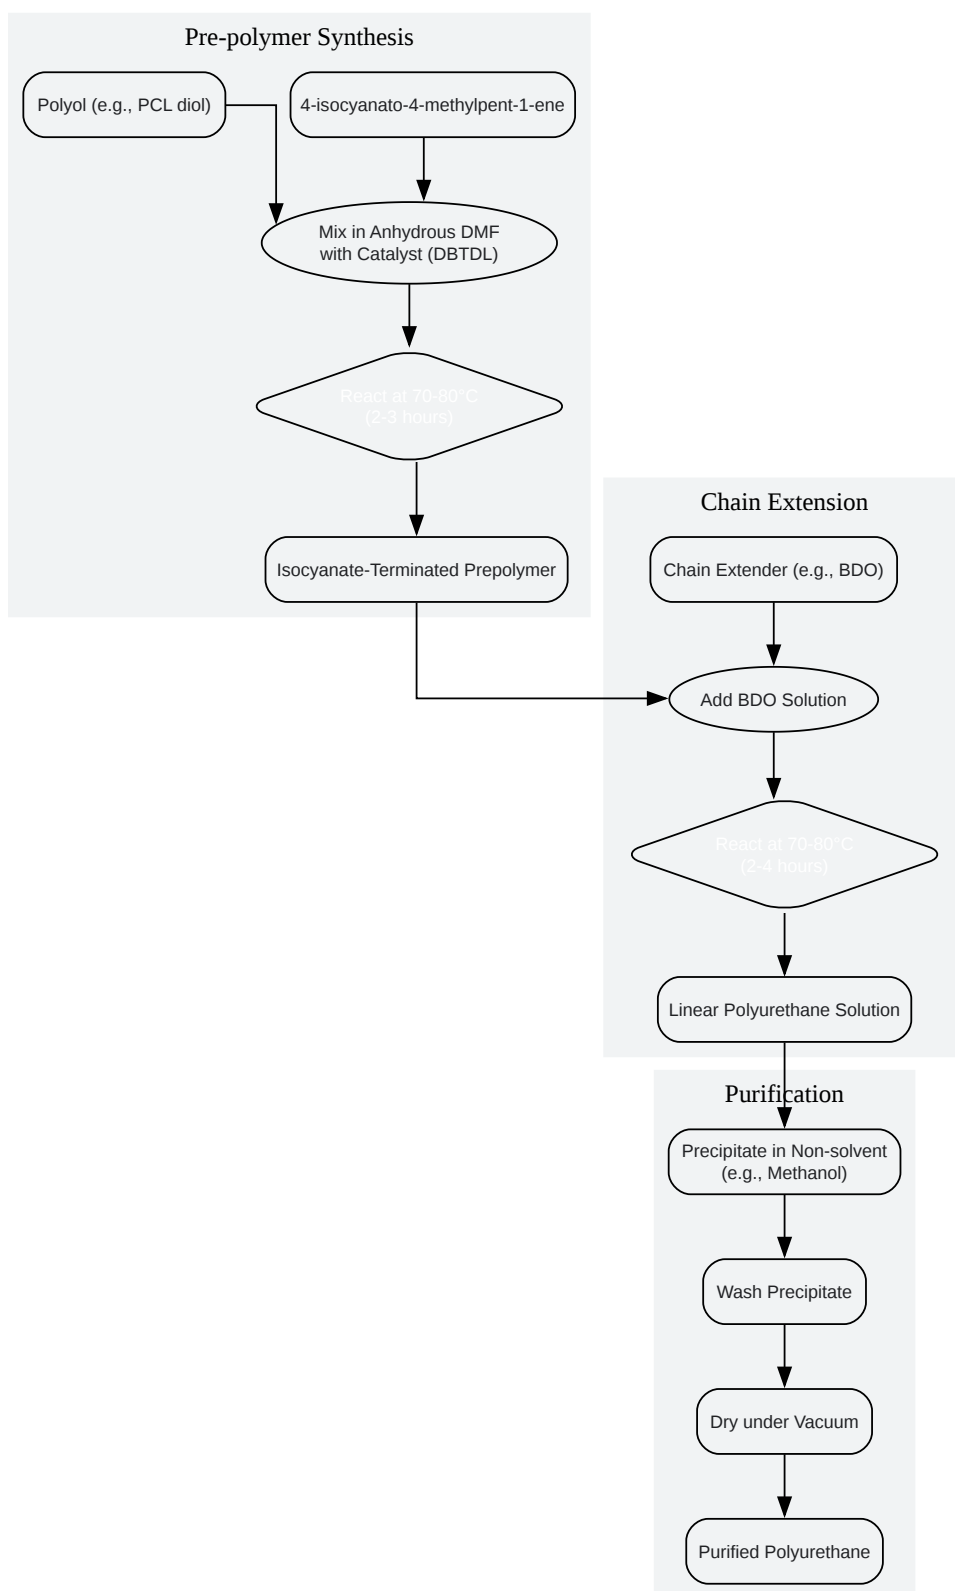 Pre-polymer Synthesis
Polyol (e.g., PCL diol)
4-isocyanato-4-methylpent-1-ene
Mix in Anhydrous DMF
with Catalyst (DBTDL)
React at 70-80°C
(2-3 hours)
Isocyanate-Terminated Prepolymer
Chain Extension
Chain Extender (e.g., BDO)
Add BDO Solution
React at 70-80°C
(2-4 hours)
Linear Polyurethane Solution
Purification
Precipitate in Non-solvent
(e.g., Methanol)
Wash Precipitate
Dry under Vacuum
Purified Polyurethane